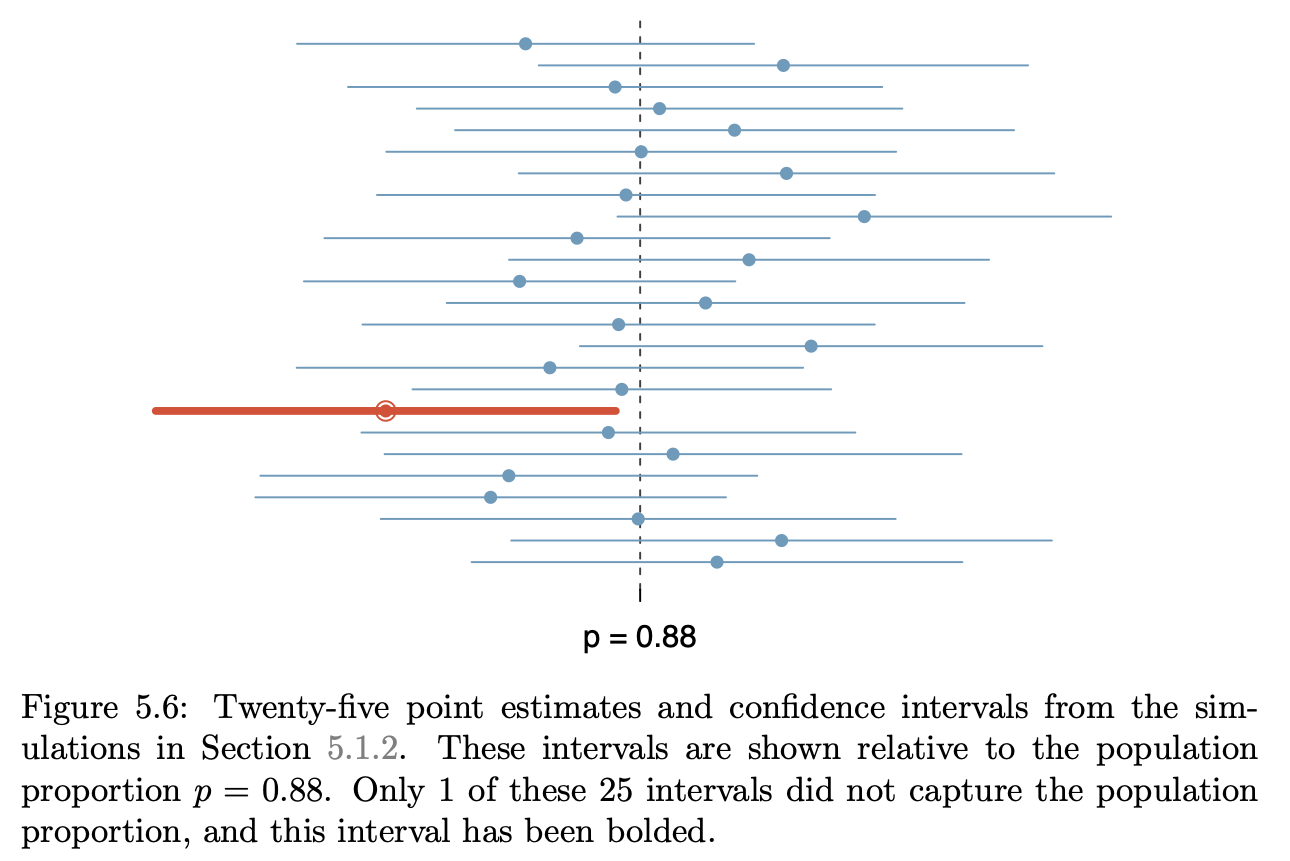 p = 0.88
Figure 5.6: Twenty-five point estimates and confidence intervals from the sim-
ulations in Section 5.1.2. These intervals are shown relative to the population
proportion p = 0.88. Only 1 of these 25 intervals did not capture the population
proportion, and this interval has been bolded.